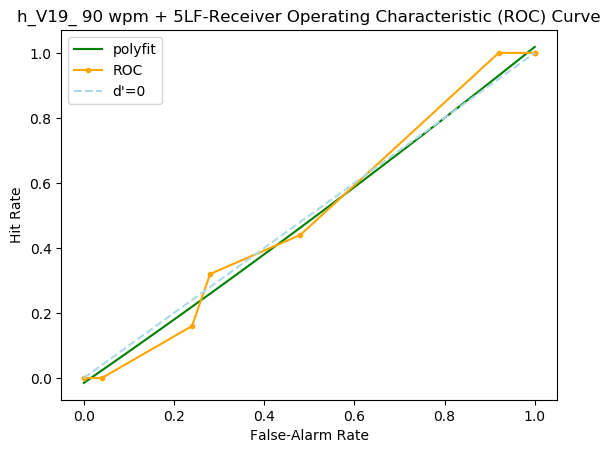 h_V19_ 90 wpm + 5LF-Receiver Operating Characteristic (ROC) Curve
polyfit
ROC
d'=0
Hit Rate
1.0
0.8
0.6
0.4
0.2
0.0
0.0 0.2 0.4 0.6 0.8 1.0
False-Alarm Rate